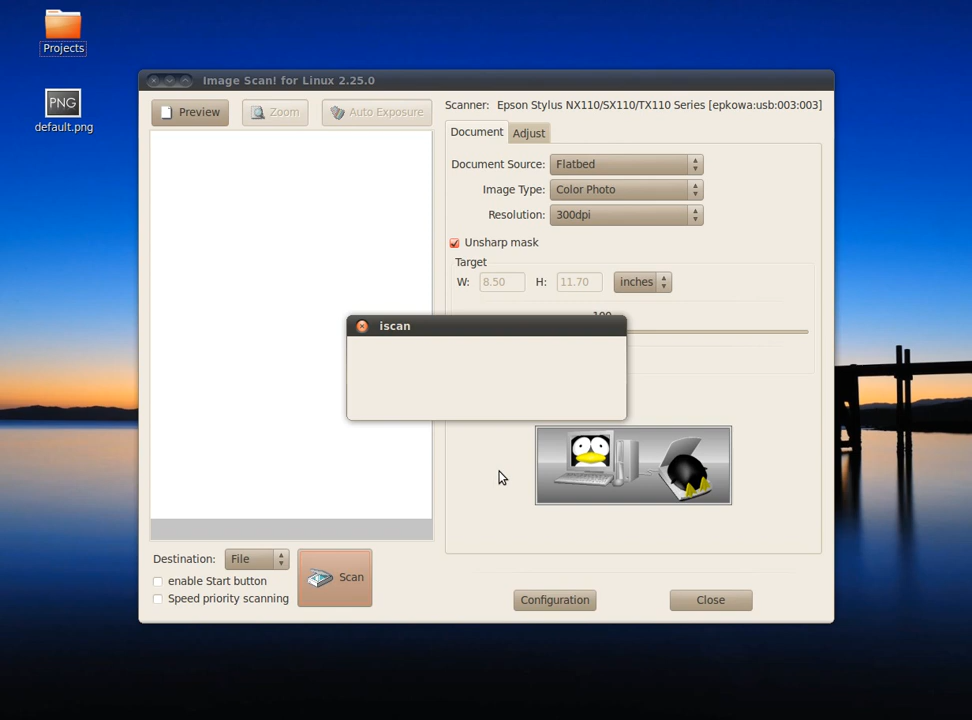 Projects
PNG
default.png
Image Scan! for Linux 2.25.0
Preview
Zoom
Auto Exposure
Scanner: Epson Stylus NX110/SX110/TX110 Series [epkowa:usb:003:003]
Document
Adjust
Document Source: Flatbed
Image Type: Color Photo
Resolution: 300dpi
Unsharp mask
Target
W: 8.50 H: 11.70 inches
100
iscan
Destination: File
enable Start button
Speed priority scanning
Scan
Configuration
Close